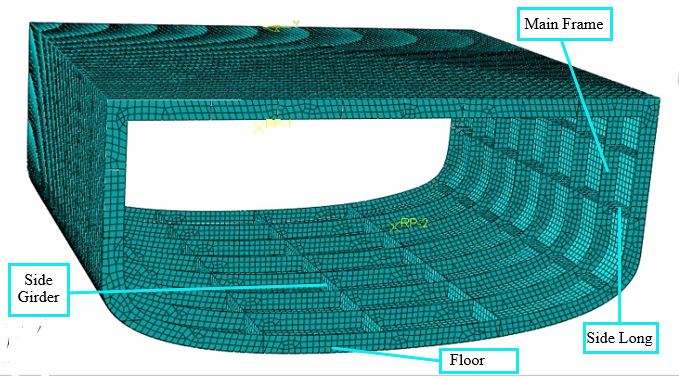 Main Frame
RP-1
RP-2
Side
Girder
Side Long
Floor